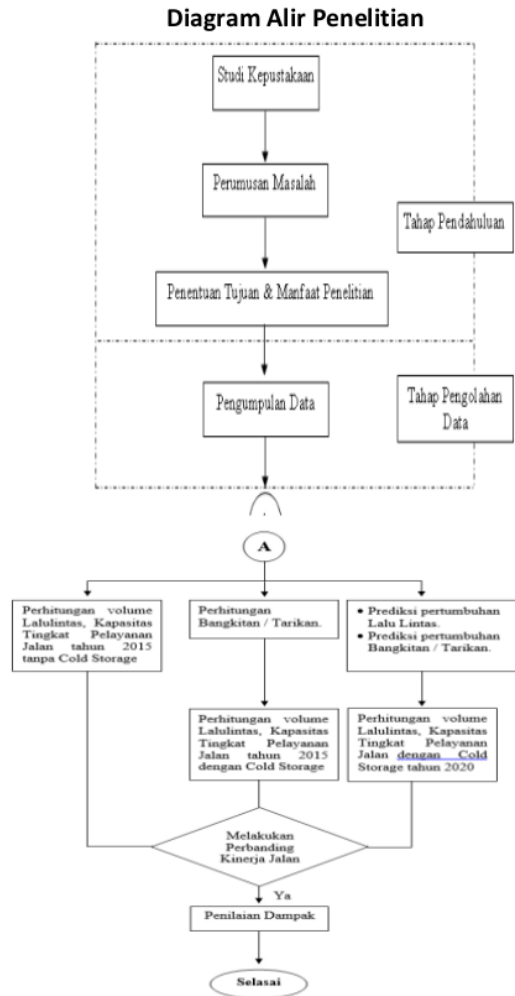 Diagram Alir Penelitian
Studi Kepustakaan
Perumusan Masalah
Tahap Pendahuluan
Penentuan Tujuan & Manfaat Penelitian
Pengumpulan Data
Tahap Pengolahan
Data
A
Perhitungan volume
Lalulintas, Kapasitas
Tingkat Pelayanan
Jalan tahun 2015
tanpa Cold Storage
Perhitungan
Bangkitan / Tarikan.
• Prediksi pertumbuhan
Lalu Lintas.
• Prediksi pertumbuhan
Bangkitan / Tarikan.
Perhitungan volume
Lalulintas, Kapasitas
Tingkat Pelayanan
Jalan tahun 2015
dengan Cold Storage
Perhitungan volume
Lalulintas, Kapasitas
Tingkat Pelayanan
Jalan dengan Cold
Storage tahun 2020
Melakukan
Perbanding
Kinerja Jalan
Ya
Penilaian Dampak
Selasai